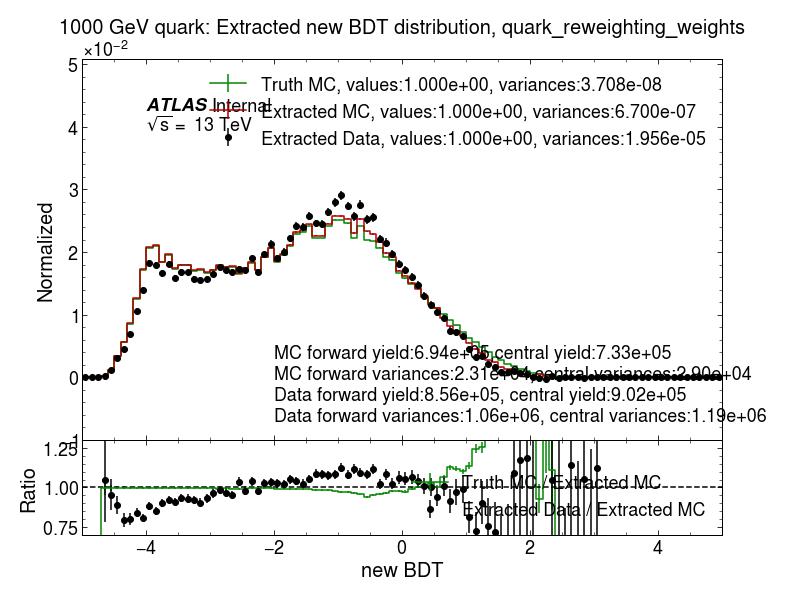 1000 GeV quark: Extracted new BDT distribution, quark_reweighting_weights
×10−2
5
4
3
2
1
0
Normalized
ATLAS Internal
√s = 13 TeV
Truth MC, values:1.000e+00, variances:3.708e-08
Extracted MC, values:1.000e+00, variances:6.700e-07
Extracted Data, values:1.000e+00, variances:1.956e-05
MC forward yield:6.94e+05 central yield:7.33e+05
MC forward variances:2.31e+04, central variances:2.90e+04
Data forward yield:8.56e+05, central yield:9.02e+05
Data forward variances:1.06e+06, central variances:1.19e+06
1.25
1.00
0.75
Ratio
Truth MC / Extracted MC
Extracted Data / Extracted MC
−4 −2 0 2 4
new BDT